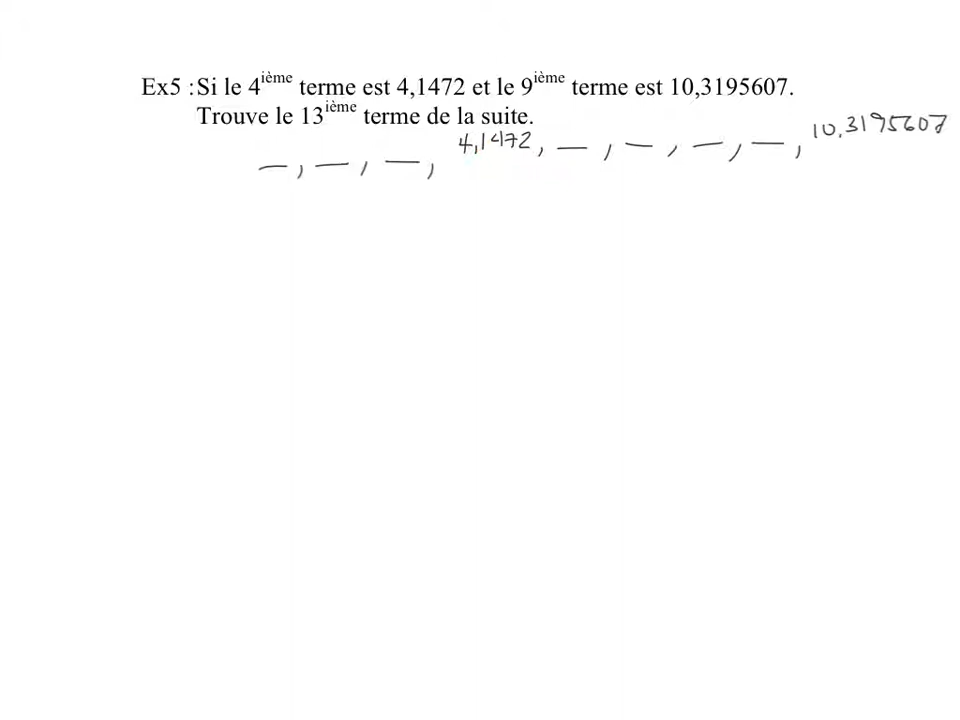 Ex5 : Si le 4ième terme est 4,1472 et le 9ième terme est 10,3195607.
Trouve le 13ième terme de la suite.
—, —, —, 4,1472, —, —, —, —, 10,3195607